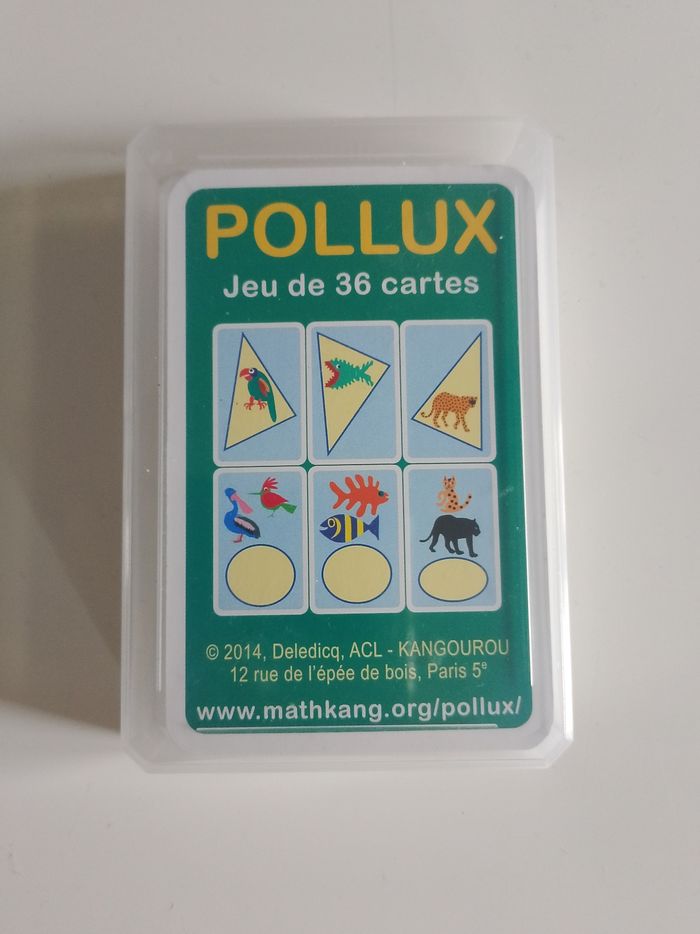 POLLUX
Jeu de 36 cartes
© 2014, Deledicq, ACL - KANGOUROU
12 rue de l'épée de bois, Paris 5e
www.mathkang.org/pollux/